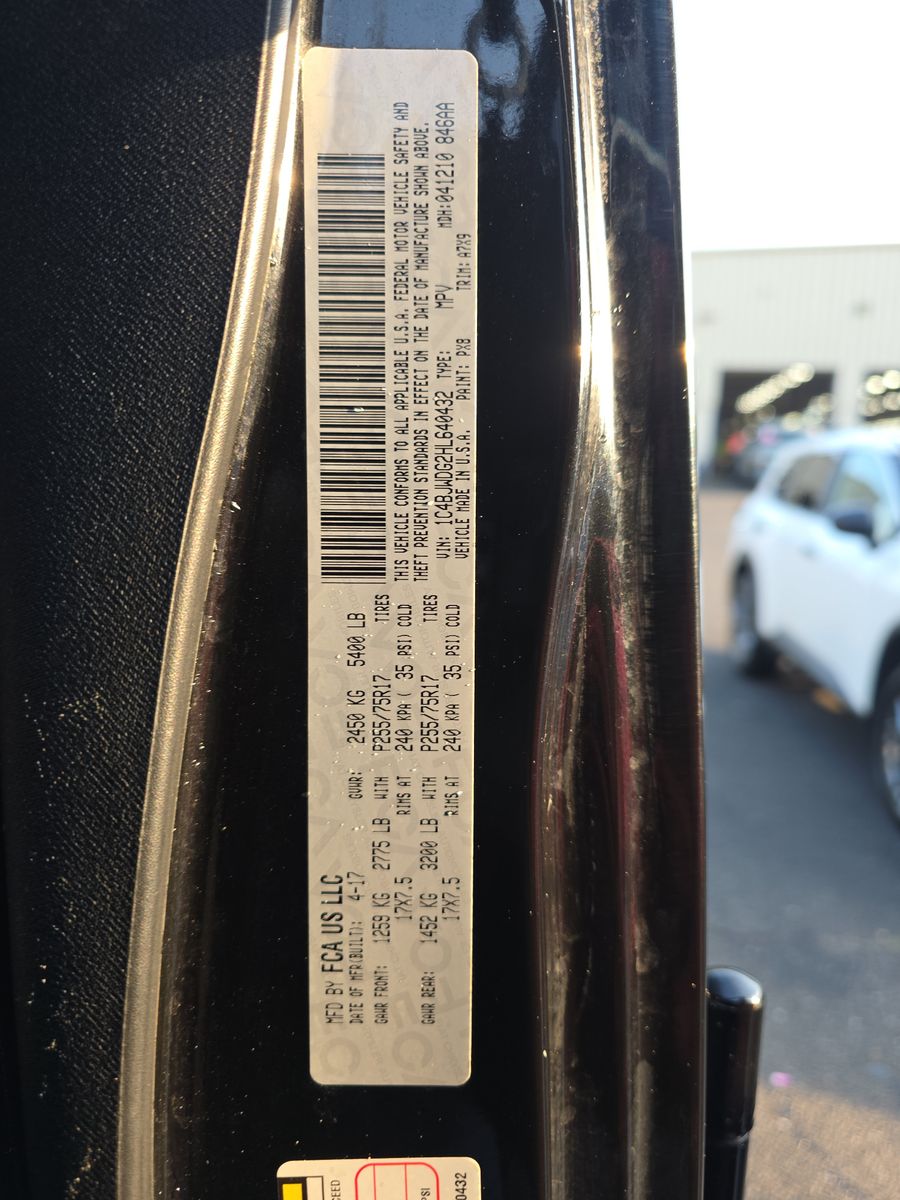 MFD BY FCA US LLC
DATE OF MFR(BUILT): 4-17 GVWR: 2450 KG 5400 LB
GAWR FRONT: 1259 KG 2775 LB WITH P255/75R17 TIRES
17X7.5 RIMS AT 240 KPA ( 35 PSI) COLD
GAWR REAR: 1452 KG 3200 LB WITH P255/75R17 TIRES
17X7.5 RIMS AT 240 KPA ( 35 PSI) COLD
THIS VEHICLE CONFORMS TO ALL APPLICABLE U.S.A. FEDERAL MOTOR VEHICLE SAFETY AND
THEFT PREVENTION STANDARDS IN EFFECT ON THE DATE OF MANUFACTURE SHOWN ABOVE.
VIN: 1C4BJWDG2HL640432 TYPE: MPV MDH:041210 846AA
VEHICLE MADE IN U.S.A. PAINT: PX8 TRIM: A7X9
CEED
PSI
0432